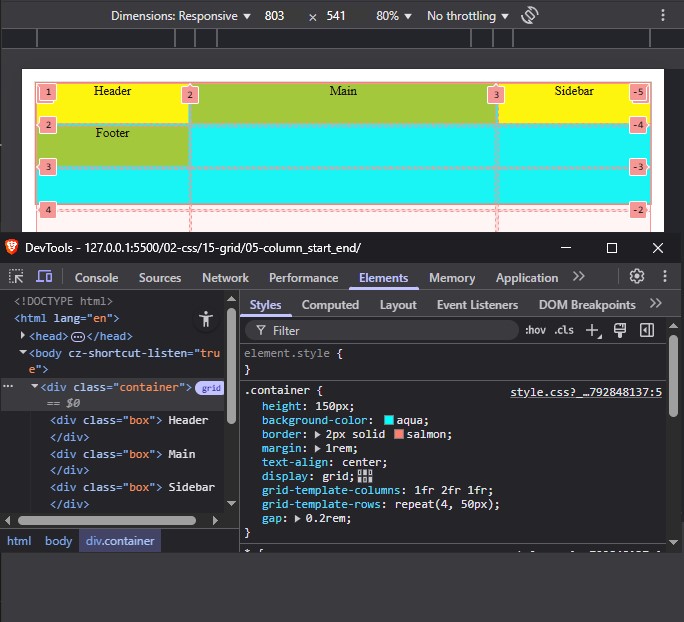 Dimensions: Responsive 803 × 541 80% No throttling
1 Header 2 Main 3 Sidebar -5
2 Footer -4
3 -3
4 -2
DevTools - 127.0.0.1:5500/02-css/15-grid/05-column_start_end/
Console Sources Network Performance Elements Memory Application
<!DOCTYPE html>
<html lang="en">
<head> </head>
<body cz-shortcut-listen="tru
e">
<div class="container"> grid
== $0
<div class="box"> Header
</div>
<div class="box"> Main
</div>
<div class="box"> Sidebar
</div>
html body div.container
Styles Computed Layout Event Listeners DOM Breakpoints
Filter :hov .cls
element.style {
}
.container { style.css?_…792848137:5
height: 150px;
background-color: aqua;
border: 2px solid salmon;
margin: 1rem;
text-align: center;
display: grid;
grid-template-columns: 1fr 2fr 1fr;
grid-template-rows: repeat(4, 50px);
gap: 0.2rem;
}